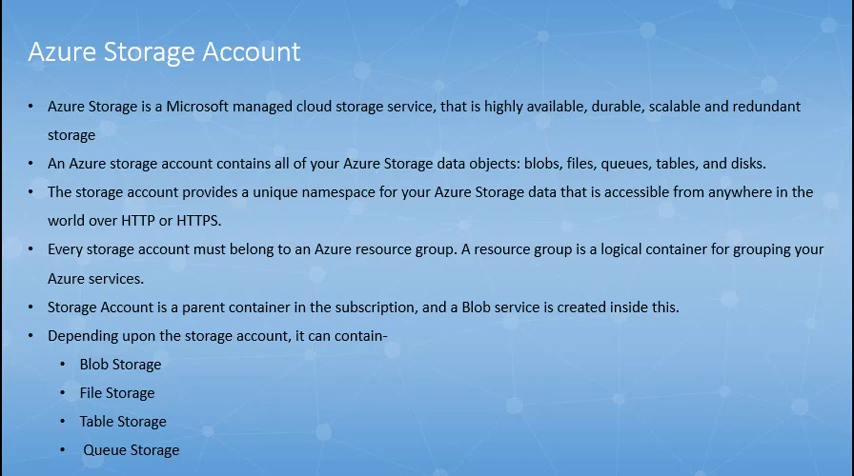 Azure Storage Account
• Azure Storage is a Microsoft managed cloud storage service, that is highly available, durable, scalable and redundant
storage
• An Azure storage account contains all of your Azure Storage data objects: blobs, files, queues, tables, and disks.
• The storage account provides a unique namespace for your Azure Storage data that is accessible from anywhere in the
world over HTTP or HTTPS.
• Every storage account must belong to an Azure resource group. A resource group is a logical container for grouping your
Azure services.
• Storage Account is a parent container in the subscription, and a Blob service is created inside this.
• Depending upon the storage account, it can contain-
• Blob Storage
• File Storage
• Table Storage
• Queue Storage